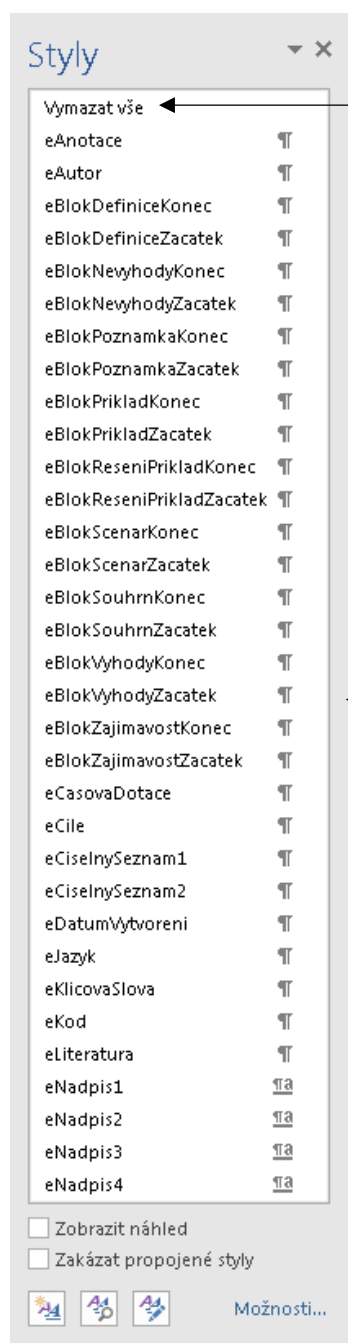 Styly
Vymazat vše
eAnotace
eAutor
eBlokDefiniceKonec
eBlokDefiniceZacatek
eBlokNevyhodyKonec
eBlokNevyhodyZacatek
eBlokPoznamkaKonec
eBlokPoznamkaZacatek
eBlokPrikladKonec
eBlokPrikladZacatek
eBlokReseniPrikladKonec
eBlokReseniPrikladZacatek
eBlokScenarKonec
eBlokScenarZacatek
eBlokSouhrnKonec
eBlokSouhrnZacatek
eBlokVyhodyKonec
eBlokVyhodyZacatek
eBlokZajimavostKonec
eBlokZajimavostZacatek
eCasovaDotace
eCile
eCiselnySeznam1
eCiselnySeznam2
eDatumVytvoreni
eJazyk
eKlicovaSlova
eKod
eLiteratura
eNadpis1
eNadpis2
eNadpis3
eNadpis4
Zobrazit náhled
Zakázat propojené styly
Možnosti...